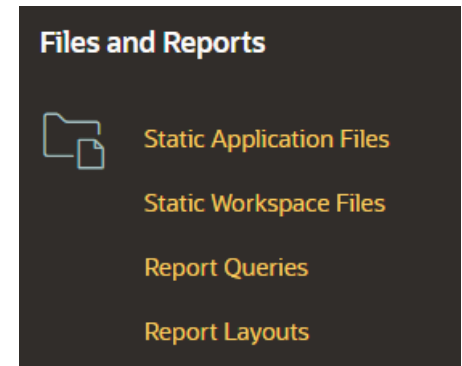 Files and Reports
Static Application Files
Static Workspace Files
Report Queries
Report Layouts